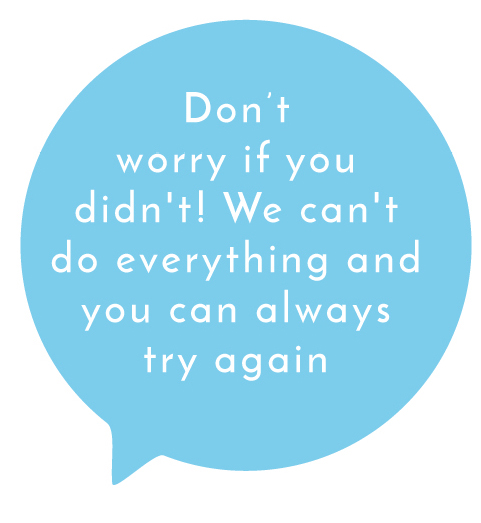 Don’t
worry if you
didn't! We can't
do everything and
you can always
try again